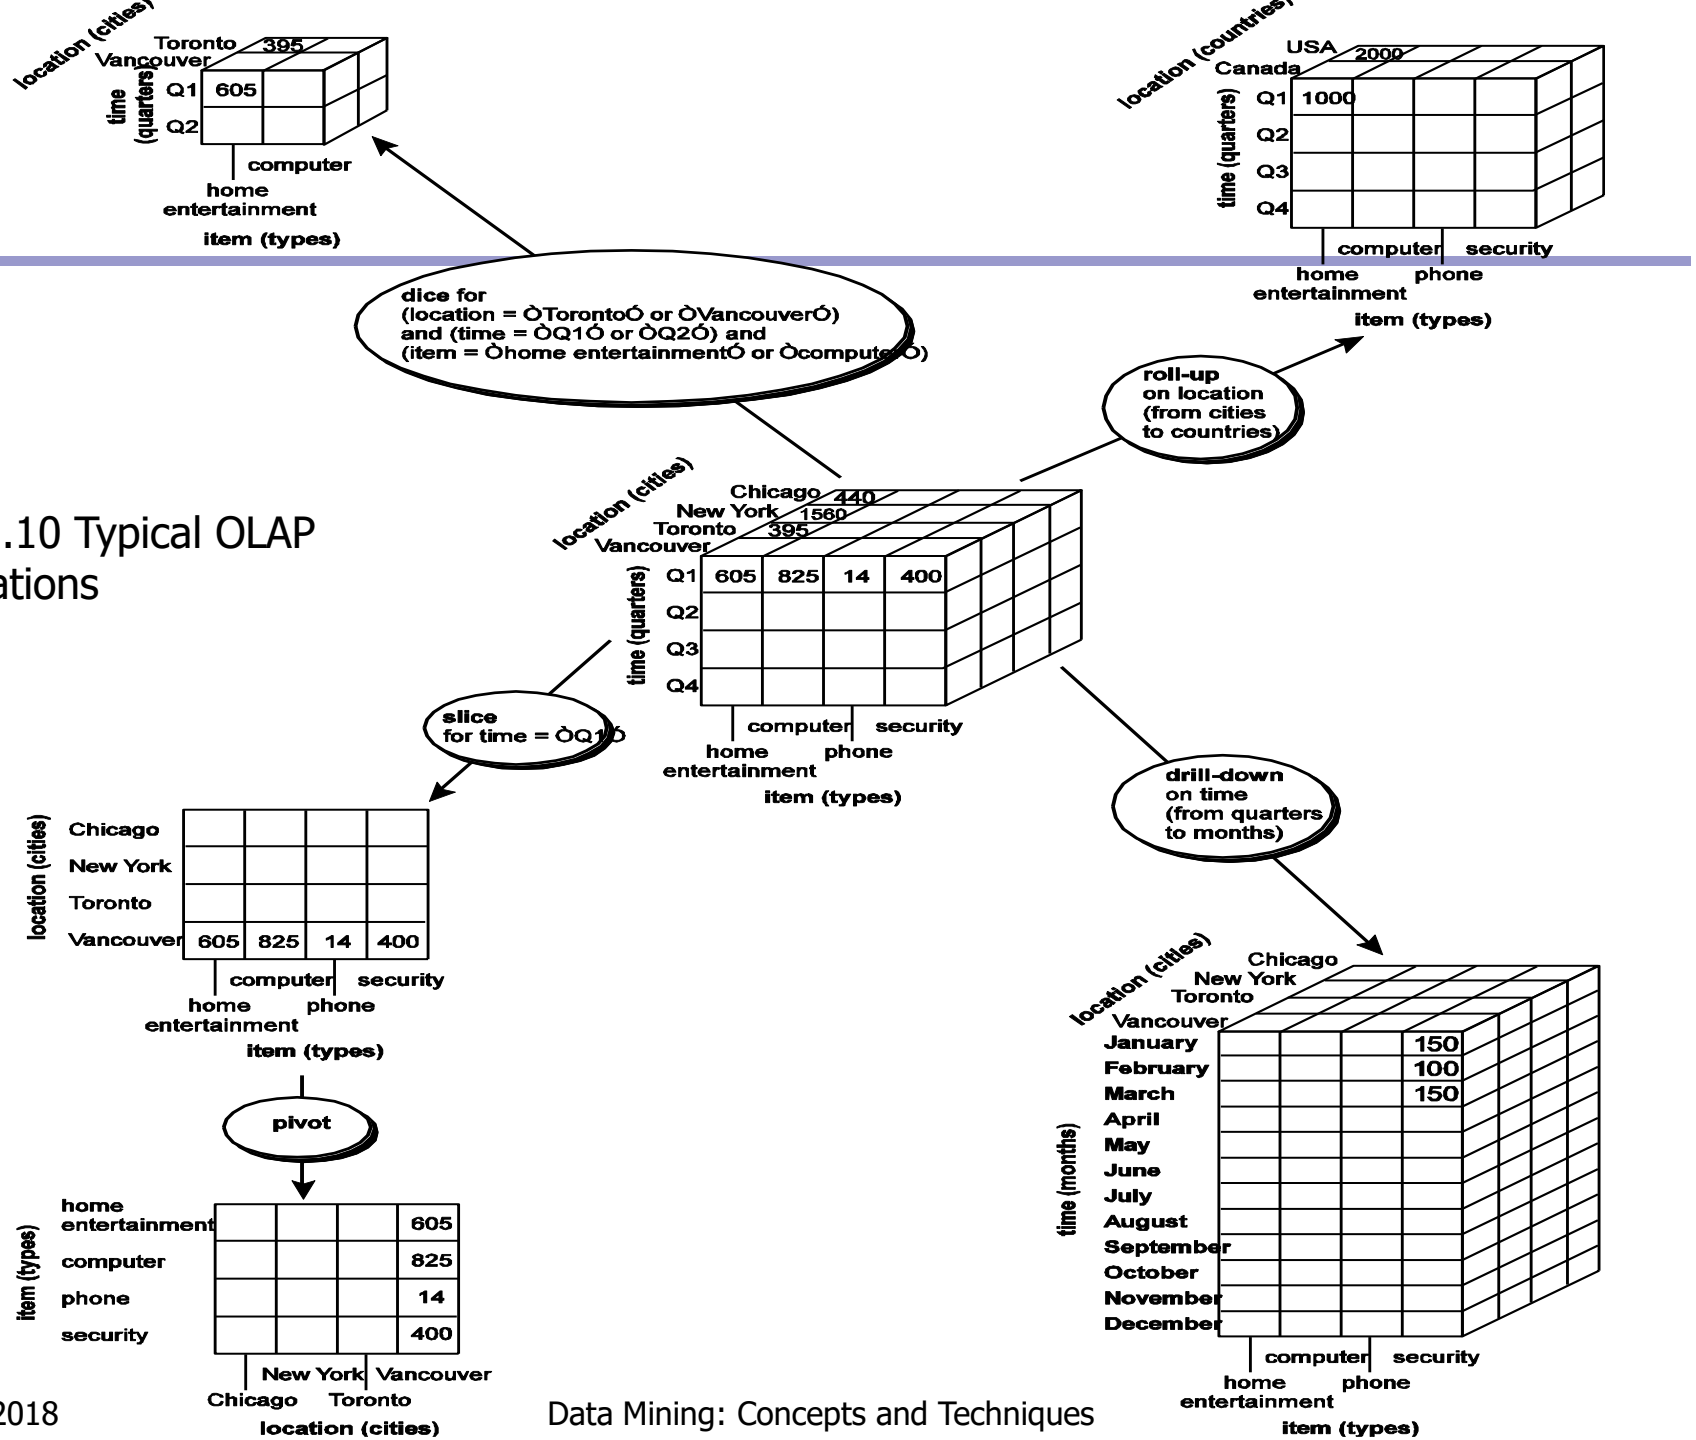 location (cities)
Toronto 395
Vancouver
time
(quarters)
Q1 605
Q2
computer
home
entertainment
item (types)
location (countries)
USA 2000
Canada
time (quarters)
Q1 1000
Q2
Q3
Q4
computer security
home phone
entertainment
item (types)
dice for
(location = ÒTorontoÓ or ÒVancouverÓ)
and (time = ÒQ1Ó or ÒQ2Ó) and
(item = Òhome entertainmentÓ or ÒcomputerÓ)
roll-up
on location
(from cities
to countries)
.10 Typical OLAP
ations
location (cities)
Chicago 440
New York 1560
Toronto 395
Vancouver
time (quarters)
Q1 605 825 14 400
Q2
Q3
Q4
computer security
home phone
entertainment
item (types)
slice
for time = ÒQ1Ó
drill-down
on time
(from quarters
to months)
location (cities)
Chicago
New York
Toronto
Vancouver 605 825 14 400
computer security
home phone
entertainment
item (types)
pivot
item (types)
home
entertainment 605
computer 825
phone 14
security 400
New York Vancouver
Chicago Toronto
location (cities)
location (cities)
Chicago
New York
Toronto
Vancouver
time (months)
January 150
February 100
March 150
April
May
June
July
August
September
October
November
December
computer security
home phone
entertainment
item (types)
2018
Data Mining: Concepts and Techniques